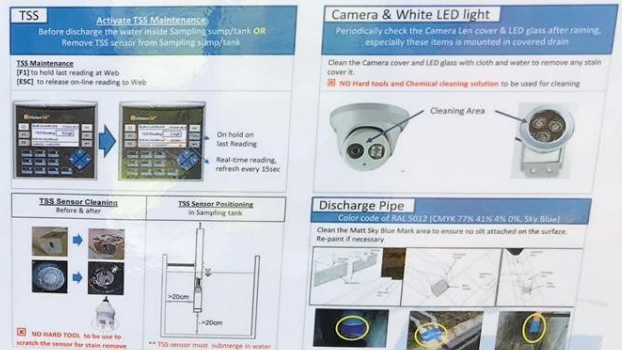 TSS
Activate TSS Maintenance
Before discharge the water inside Sampling sump/tank OR
Remove TSS sensor from Sampling sump/tank
TSS Maintenance
[F1] to hold last reading at Web
[ESC] to release on-line reading to Web
TSS Reading
On hold on
last Reading
Real-time reading,
refresh every 15sec
TSS Sensor Cleaning
Before & after
NO HARD TOOL to be use to
scratch the sensor for stain remove
TSS Sensor Positioning
in Sampling tank
>20cm
>20cm
** TSS sensor must submerge in water
Camera & White LED light
Periodically check the Camera Len cover & LED glass after raining,
especially these items is mounted in covered drain
Clean the Camera cover and LED glass with cloth and water to remove any stain
cover it.
NO Hard tools and Chemical cleaning solution to be used for cleaning
Cleaning Area
Discharge Pipe
Color code of RAL 5012 (CMYK 77% 41% 4% 0%, Sky Blue)
Clean the Matt Sky Blue Mark area to ensure no silt attached on the surface.
Re-paint if necessary